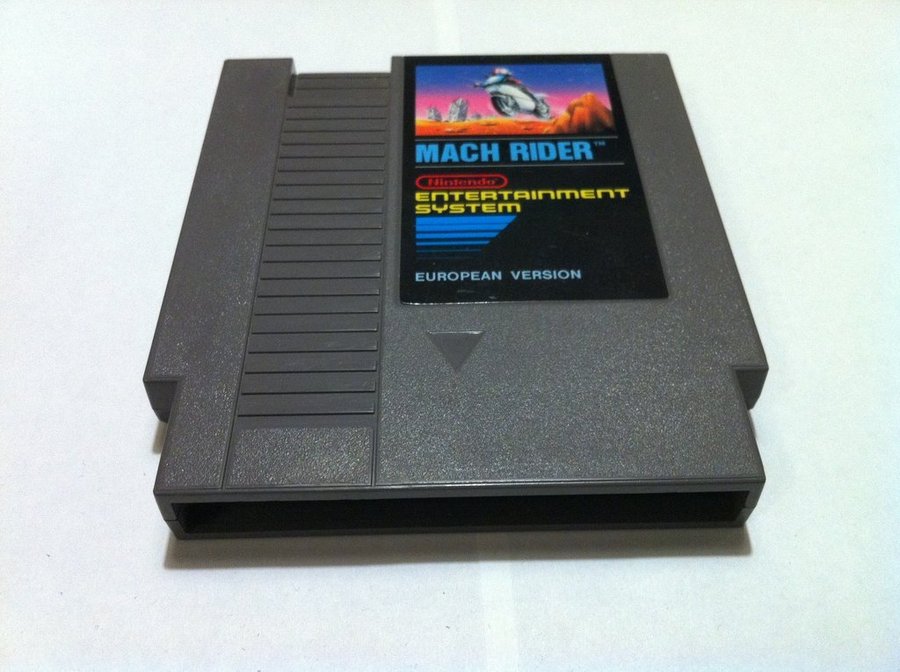 MACH RIDER™
Nintendo®
ENTERTAINMENT
SYSTEM
EUROPEAN VERSION